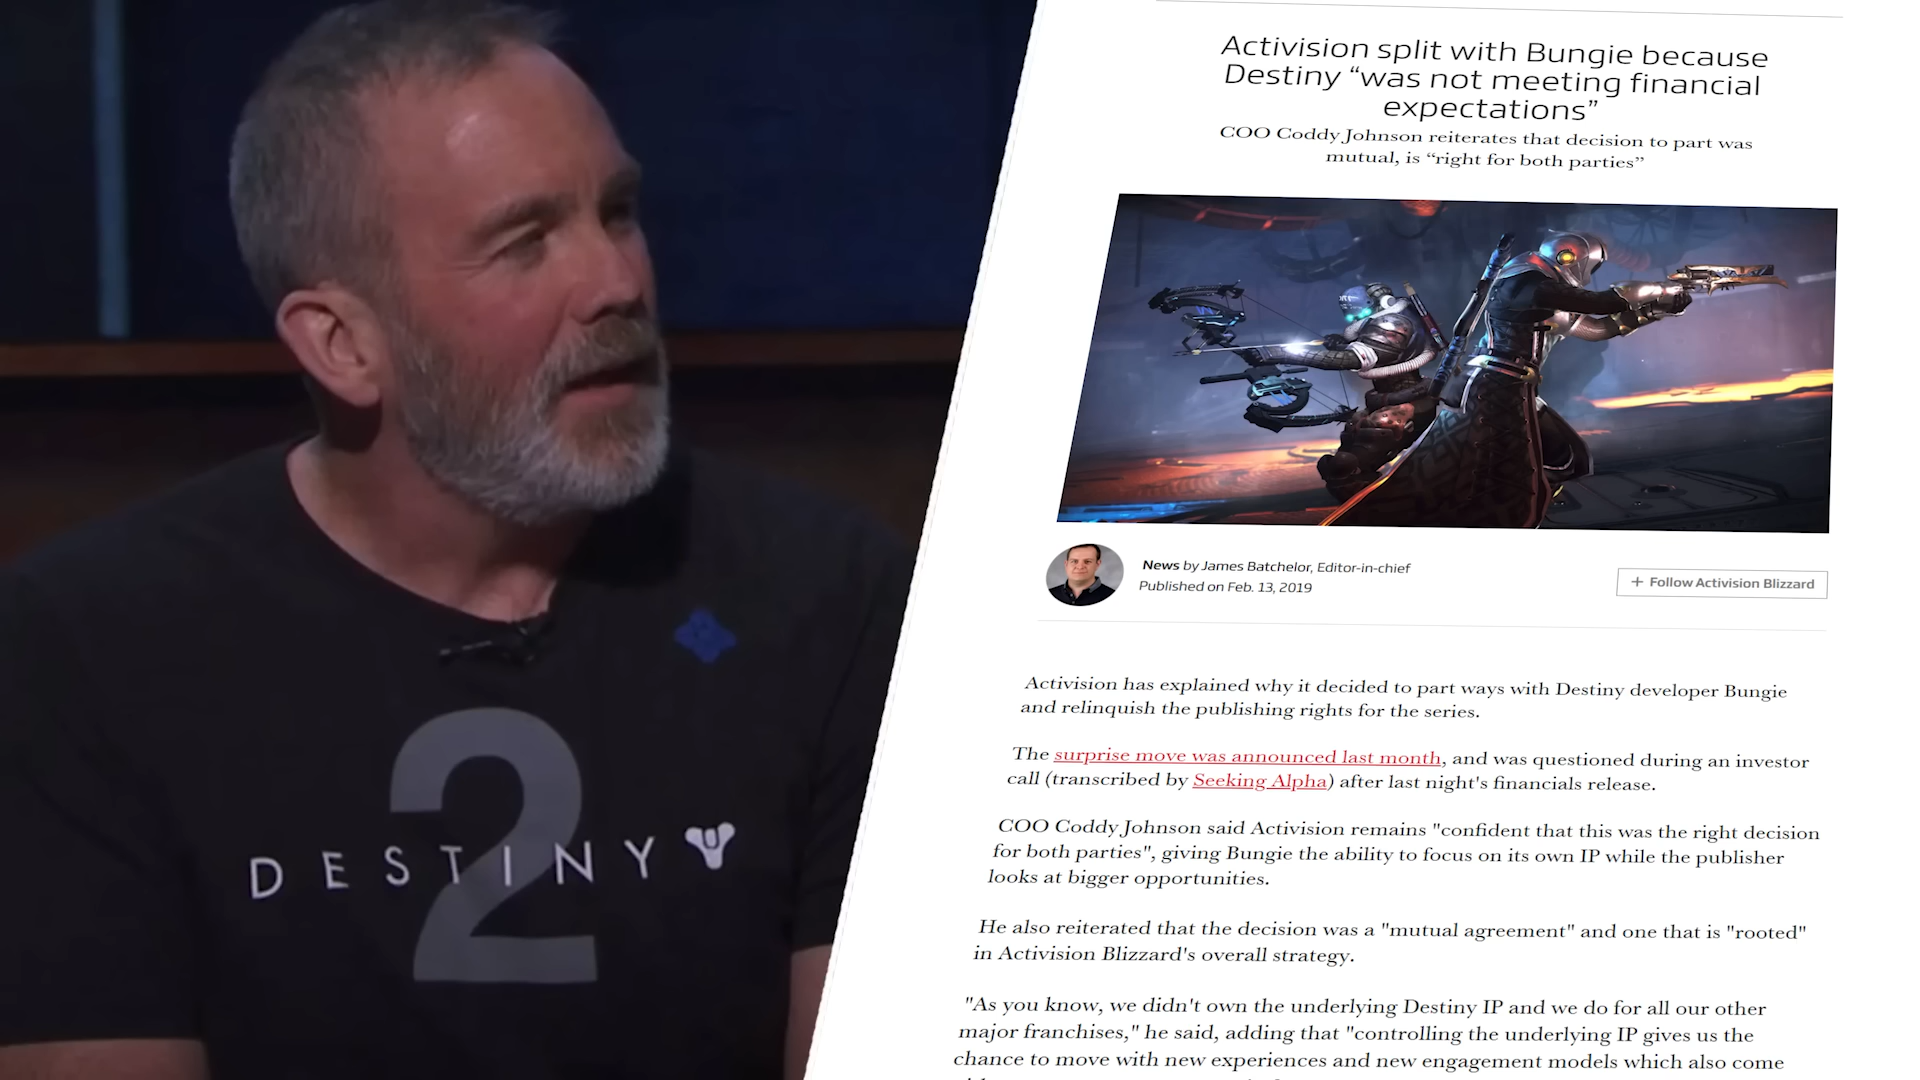 DESTINY
2
Activision split with Bungie because
Destiny “was not meeting financial
expectations”
COO Coddy Johnson reiterates that decision to part was
mutual, is “right for both parties”
News by James Batchelor, Editor-in-chief
Published on Feb. 13, 2019
+ Follow Activision Blizzard
Activision has explained why it decided to part ways with Destiny developer Bungie
and relinquish the publishing rights for the series.
The surprise move was announced last month, and was questioned during an investor
call (transcribed by Seeking Alpha) after last night's financials release.
COO Coddy Johnson said Activision remains "confident that this was the right decision
for both parties", giving Bungie the ability to focus on its own IP while the publisher
looks at bigger opportunities.
He also reiterated that the decision was a "mutual agreement" and one that is "rooted"
in Activision Blizzard's overall strategy.
"As you know, we didn't own the underlying Destiny IP and we do for all our other
major franchises," he said, adding that "controlling the underlying IP gives us the
chance to move with new experiences and new engagement models which also come